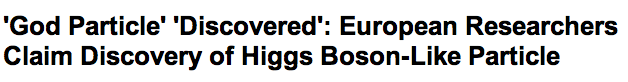 'God Particle' 'Discovered': European Researchers
Claim Discovery of Higgs Boson-Like Particle